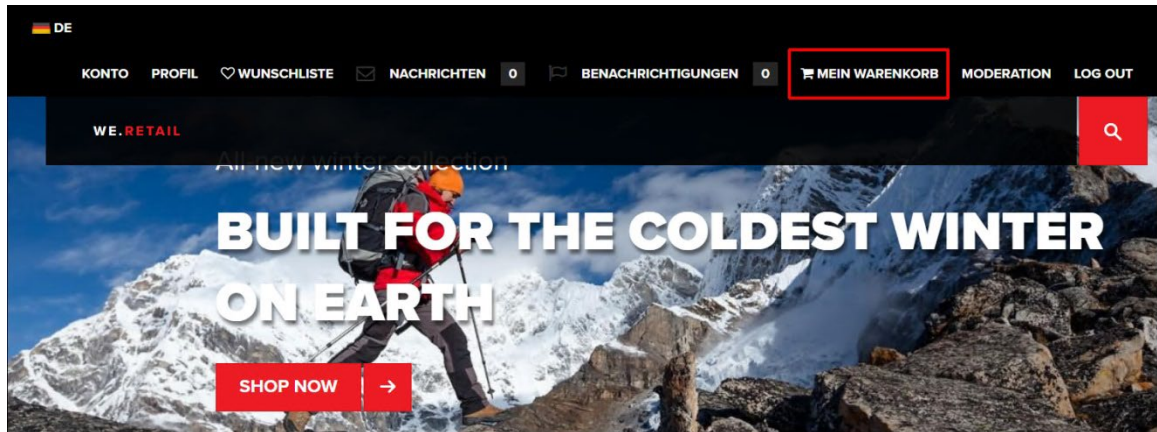 DE
KONTO PROFIL WUNSCHLISTE NACHRICHTEN 0 BENACHRICHTIGUNGEN 0 MEIN WARENKORB MODERATION LOG OUT
WE.RETAIL
All-new winter collection
BUILT FOR THE COLDEST WINTER
ON EARTH
SHOP NOW